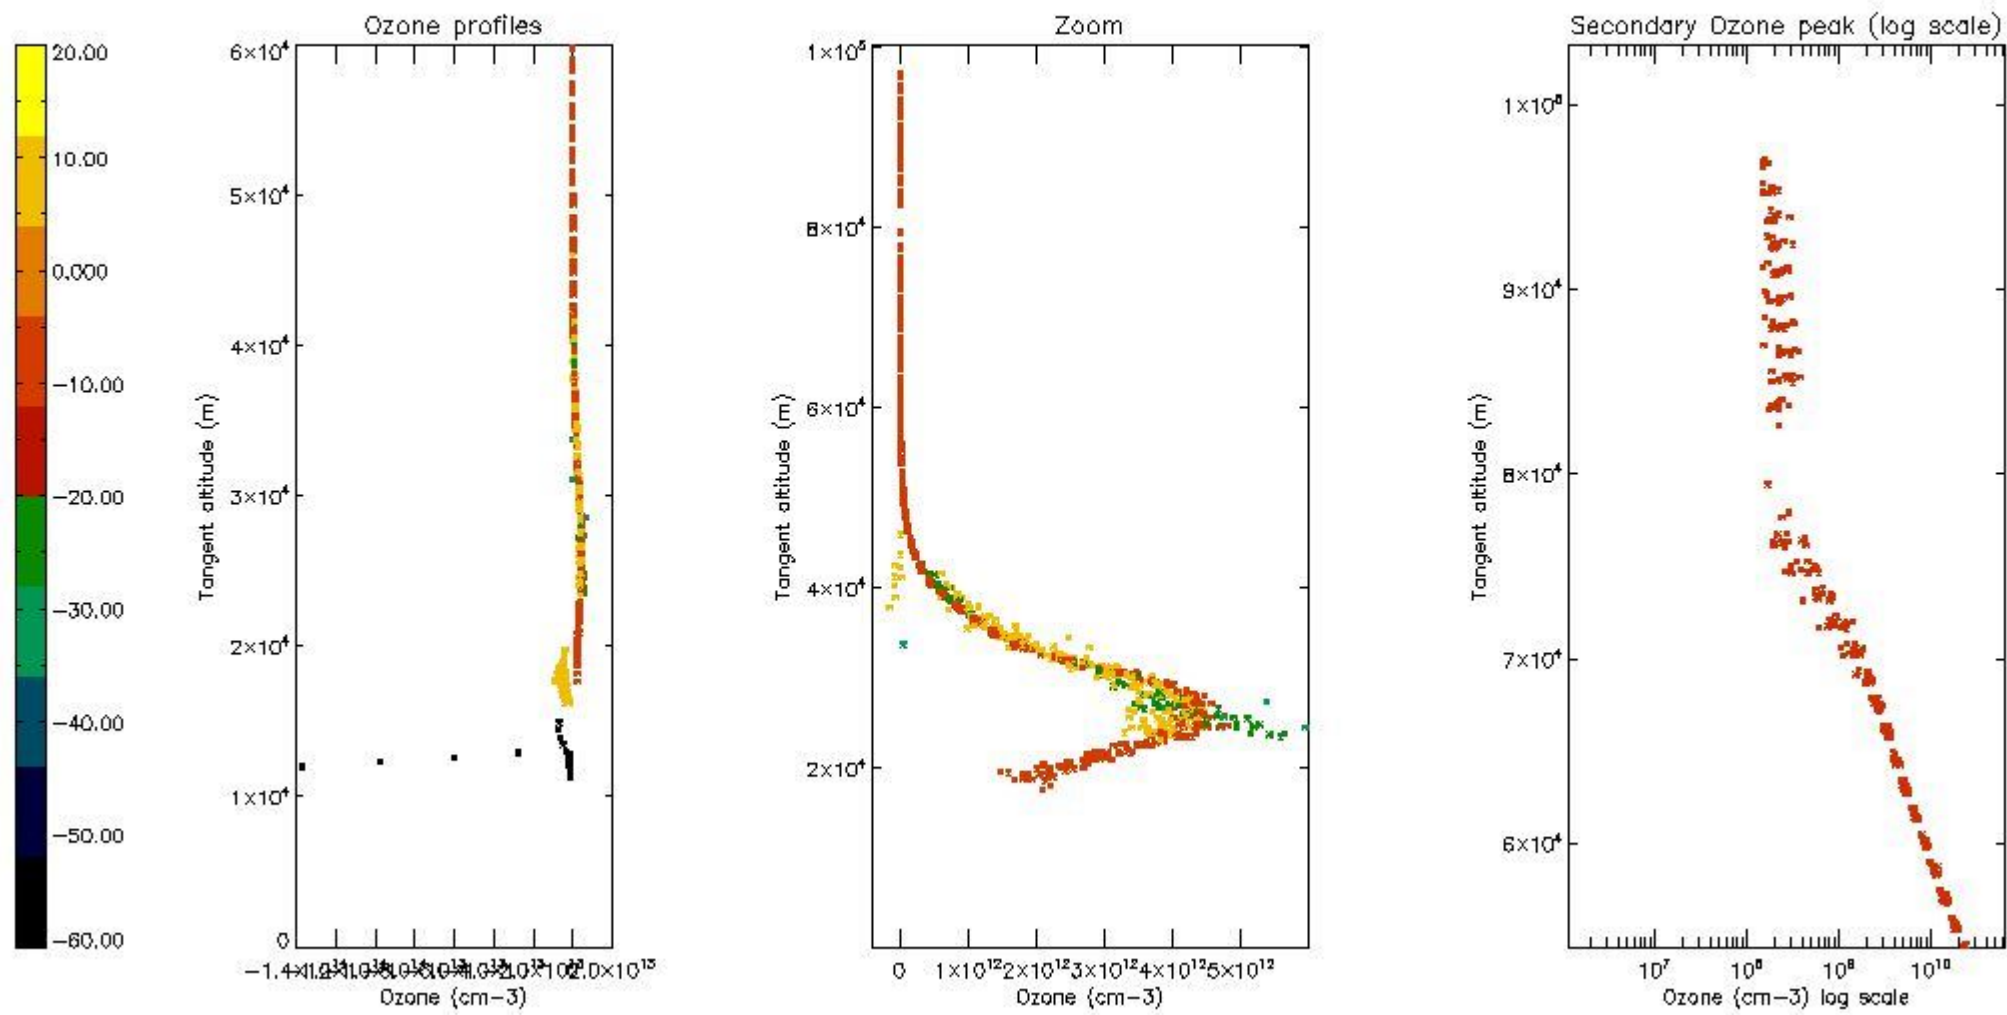 Ozone profiles
Zoom
Secondary Ozone peak (log scale)
20.00
10.00
0.000
−10.00
−20.00
−30.00
−40.00
−50.00
−60.00
6×10⁴
5×10⁴
4×10⁴
3×10⁴
2×10⁴
1×10⁴
0
Tangent altitude (m)
2.0×10¹³
Ozone (cm−3)
1×10⁵
8×10⁴
6×10⁴
4×10⁴
2×10⁴
Tangent altitude (m)
0 1×10¹² 2×10¹² 3×10¹² 4×10¹² 5×10¹²
Ozone (cm−3)
9×10⁴
8×10⁴
7×10⁴
6×10⁴
Tangent altitude (m)
10⁷ 10⁸ 10⁹ 10¹⁰
Ozone (cm−3) log scale